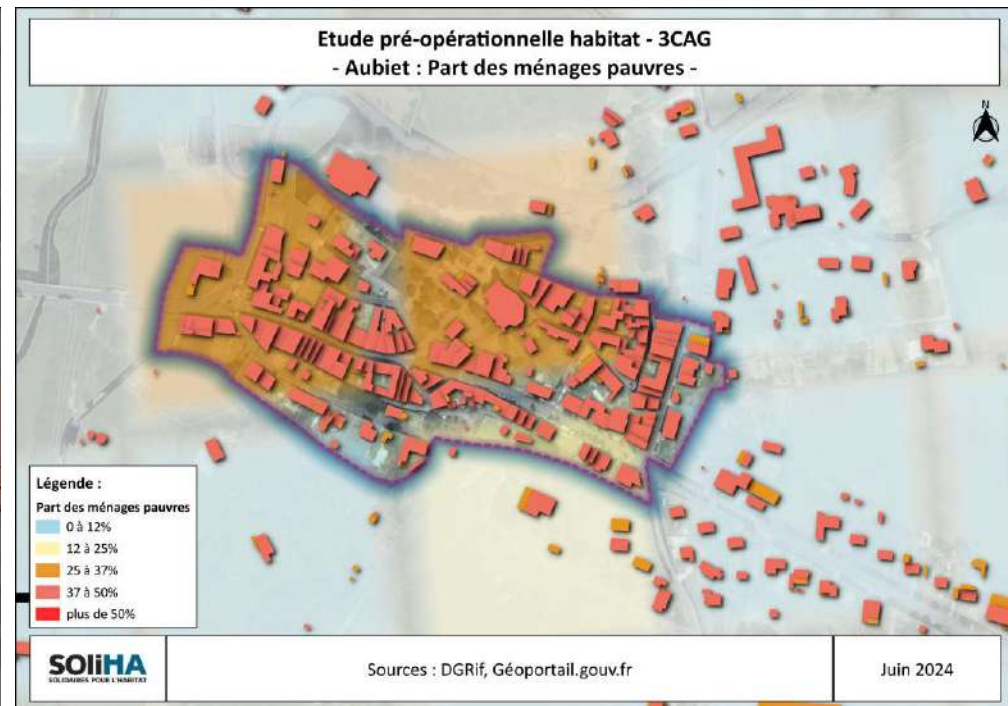 Etude pré-opérationnelle habitat - 3CAG
- Aubiet : Part des ménages pauvres -
N
Légende :
Part des ménages pauvres
0 à 12%
12 à 25%
25 à 37%
37 à 50%
plus de 50%
SOLiHA
SOLIDAIRES POUR L'HABITAT
Sources : DGRif, Géoportail.gouv.fr
Juin 2024